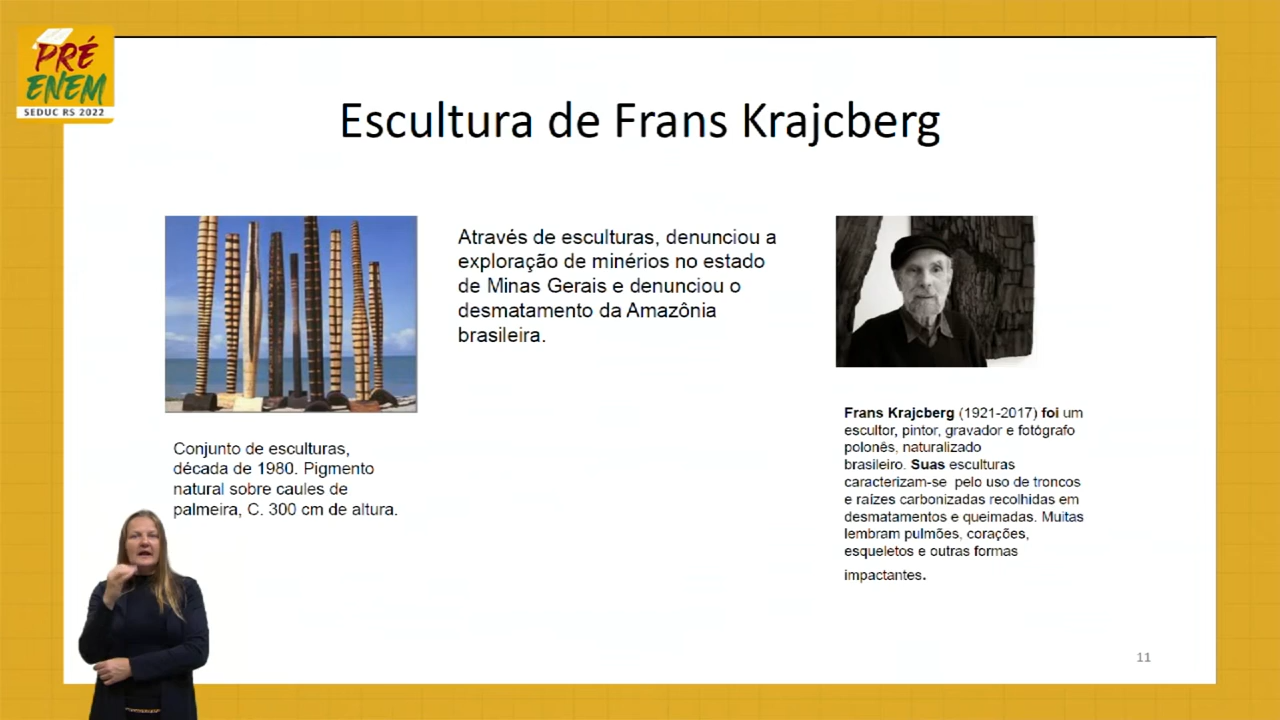 PRÉ
ENEM
SEDUC RS 2022
Escultura de Frans Krajcberg
Através de esculturas, denunciou a
exploração de minérios no estado
de Minas Gerais e denunciou o
desmatamento da Amazônia
brasileira.
Conjunto de esculturas,
década de 1980. Pigmento
natural sobre caules de
palmeira, C. 300 cm de altura.
Frans Krajcberg (1921-2017) foi um
escultor, pintor, gravador e fotógrafo
polonês, naturalizado
brasileiro. Suas esculturas
caracterizam-se pelo uso de troncos
e raízes carbonizadas recolhidas em
desmatamentos e queimadas. Muitas
lembram pulmões, corações,
esqueletos e outras formas
impactantes.
11